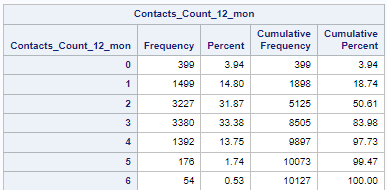 Contacts_Count_12_mon
Contacts_Count_12_mon Frequency Percent Cumulative Frequency Cumulative Percent
0 399 3.94 399 3.94
1 1499 14.80 1898 18.74
2 3227 31.87 5125 50.61
3 3380 33.38 8505 83.98
4 1392 13.75 9897 97.73
5 176 1.74 10073 99.47
6 54 0.53 10127 100.00